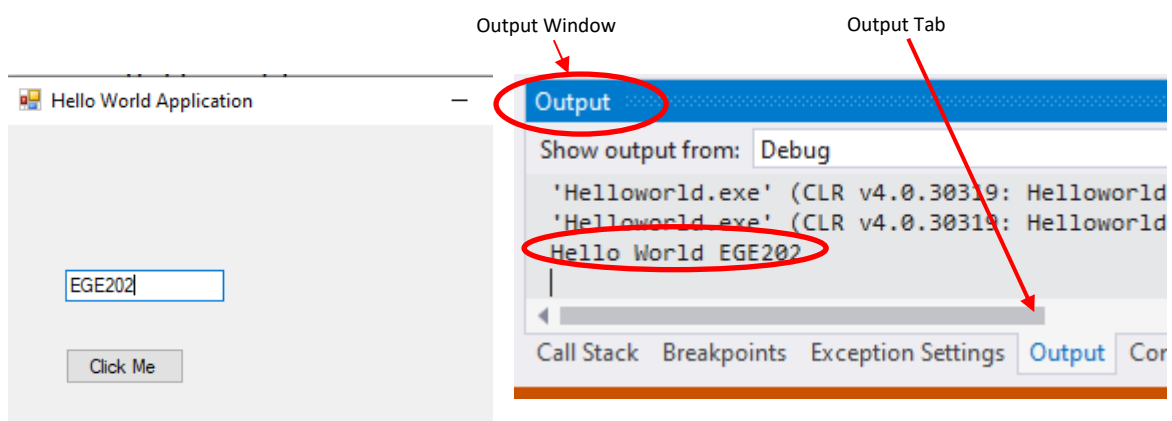 Output Window
Output Tab
Hello World Application
EGE202
Click Me
Output
Show output from: Debug
'Helloworld.exe' (CLR v4.0.30319: Helloworld
'Helloworld.exe' (CLR v4.0.30319: Helloworld
Hello World EGE202
Call Stack Breakpoints Exception Settings Output